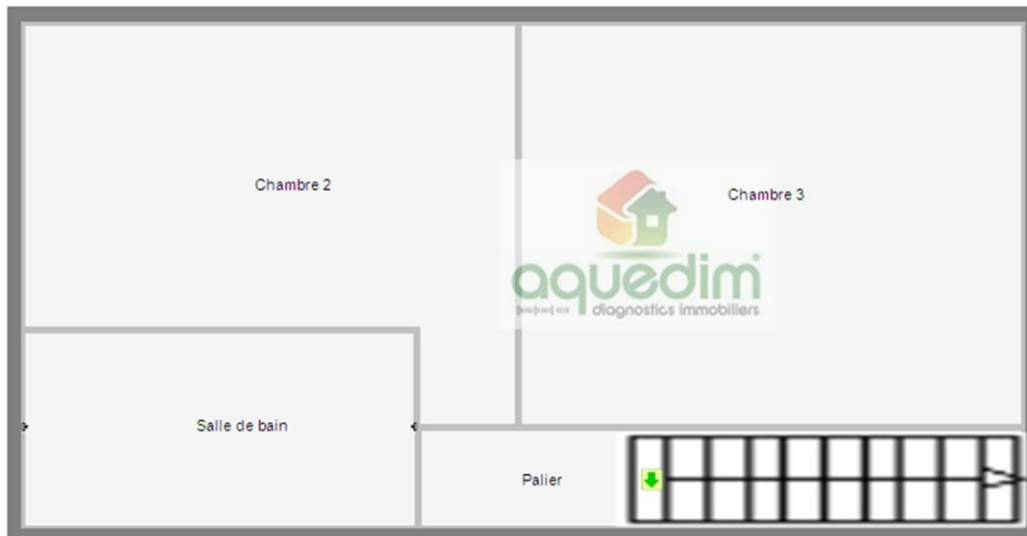 Chambre 2
Chambre 3
aquedim
diagnostics immobiliers
Salle de bain
Palier